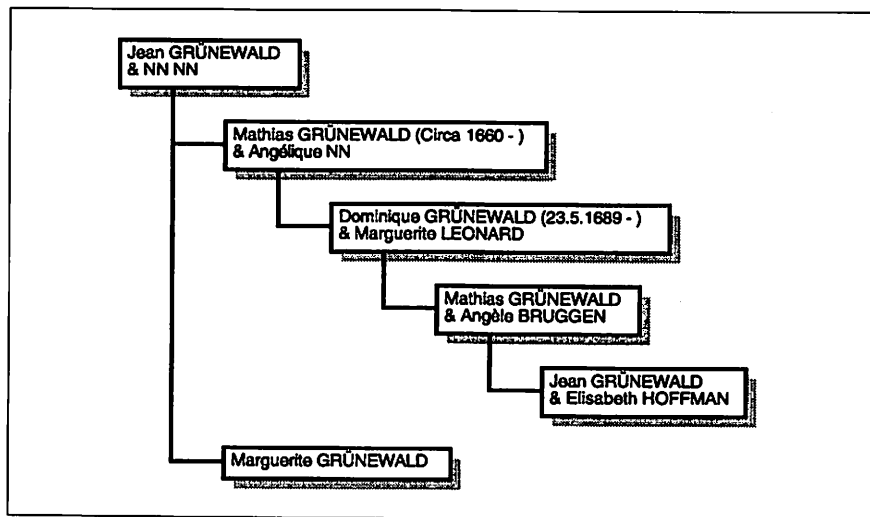 Jean GRÜNEWALD
& NN NN
Mathias GRÜNEWALD (Circa 1660 - )
& Angélique NN
Dominique GRÜNEWALD (23.5.1689 - )
& Marguerite LEONARD
Mathias GRÜNEWALD
& Angèle BRUGGEN
Jean GRÜNEWALD
& Elisabeth HOFFMAN
Marguerite GRÜNEWALD